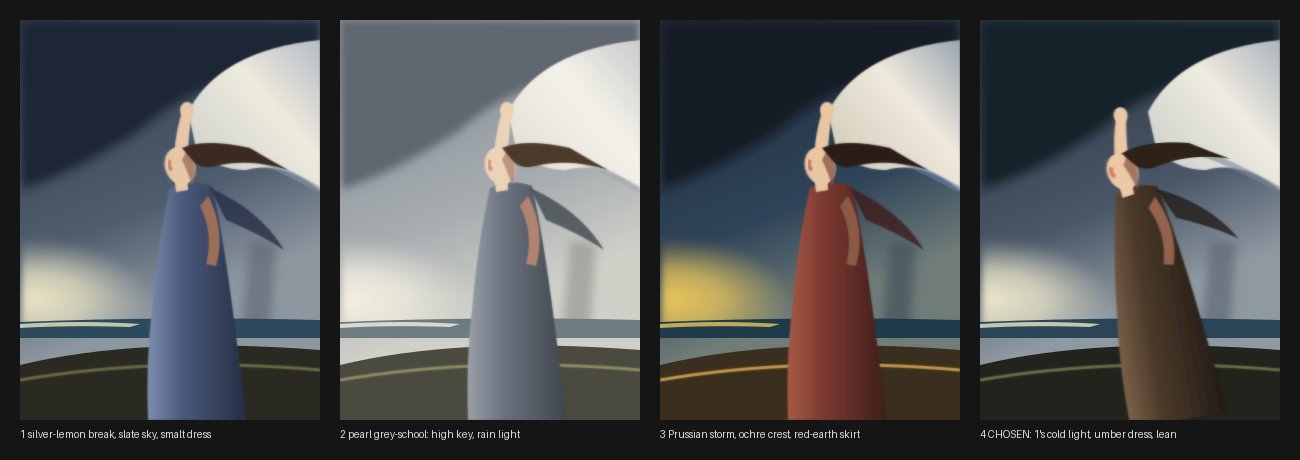 1 silver-lemon break, slate sky, smalt dress
2 pearl grey-school: high key, rain light
3 Prussian storm, ochre crest, red-earth skirt
4 CHOSEN: 1's cold light, umber dress, lean